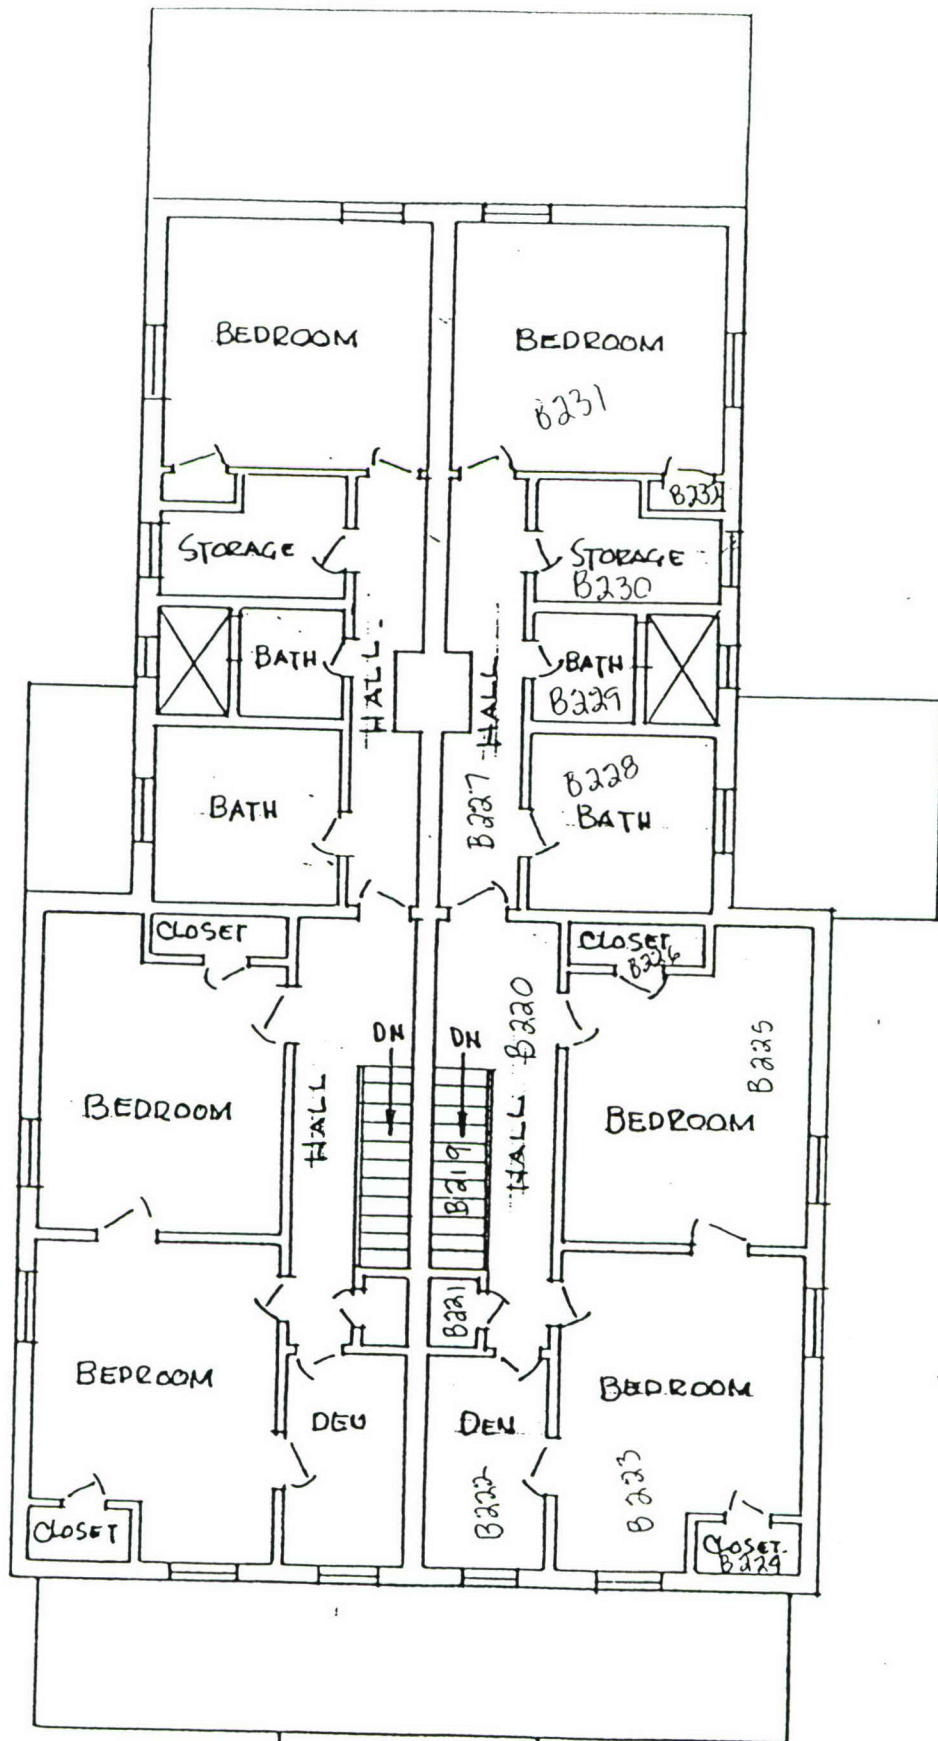 BEDROOM
BEDROOM
B231
B232
STORAGE
STORAGE
B230
BATH
HALL
HALL
BATH
B229
B227
B228
BATH
BATH
CLOSET
CLOSET
B226
DN
DN
B220
B225
BEDROOM
HALL
B219
HALL
BEDROOM
B221
BEDROOM
BEDROOM
DEN
DEN
B222
B223
CLOSET
CLOSET
B224